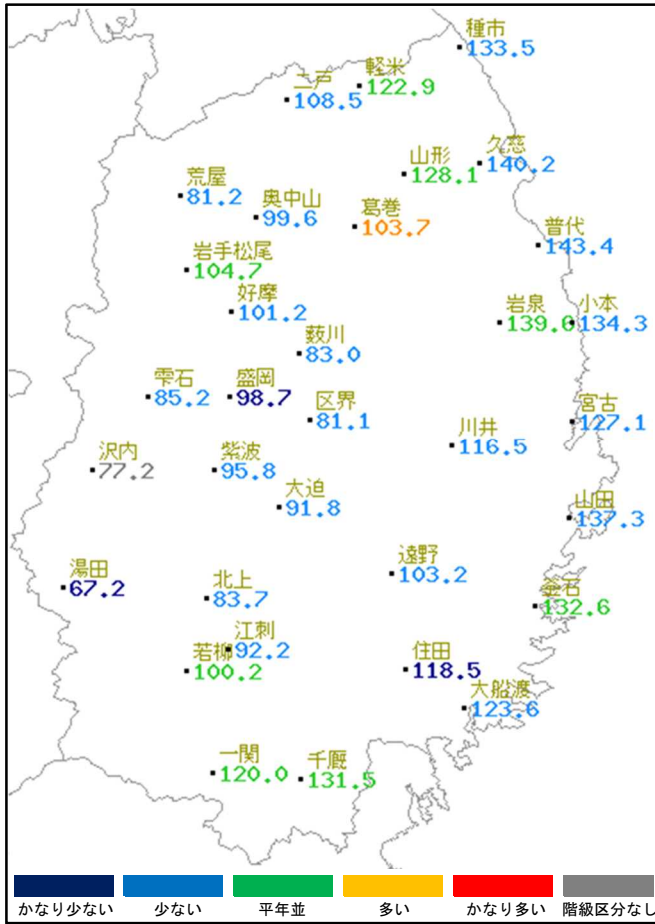 種市
133.5
軽米
122.9
二戸
108.5
久慈
140.2
山形
128.1
荒屋
81.2
奥中山
99.6
葛巻
103.7
普代
143.4
岩手松尾
104.7
好摩
101.2
岩泉
139.6
小本
134.3
薮川
83.0
雫石
85.2
盛岡
98.7
区界
81.1
宮古
127.1
川井
116.5
沢内
77.2
紫波
95.8
大迫
91.8
山田
137.3
湯田
67.2
北上
83.7
遠野
103.2
釜石
132.6
江刺
92.2
若柳
100.2
住田
118.5
大船渡
123.6
一関
120.0
千厩
131.5
かなり少ない
少ない
平年並
多い
かなり多い
階級区分なし